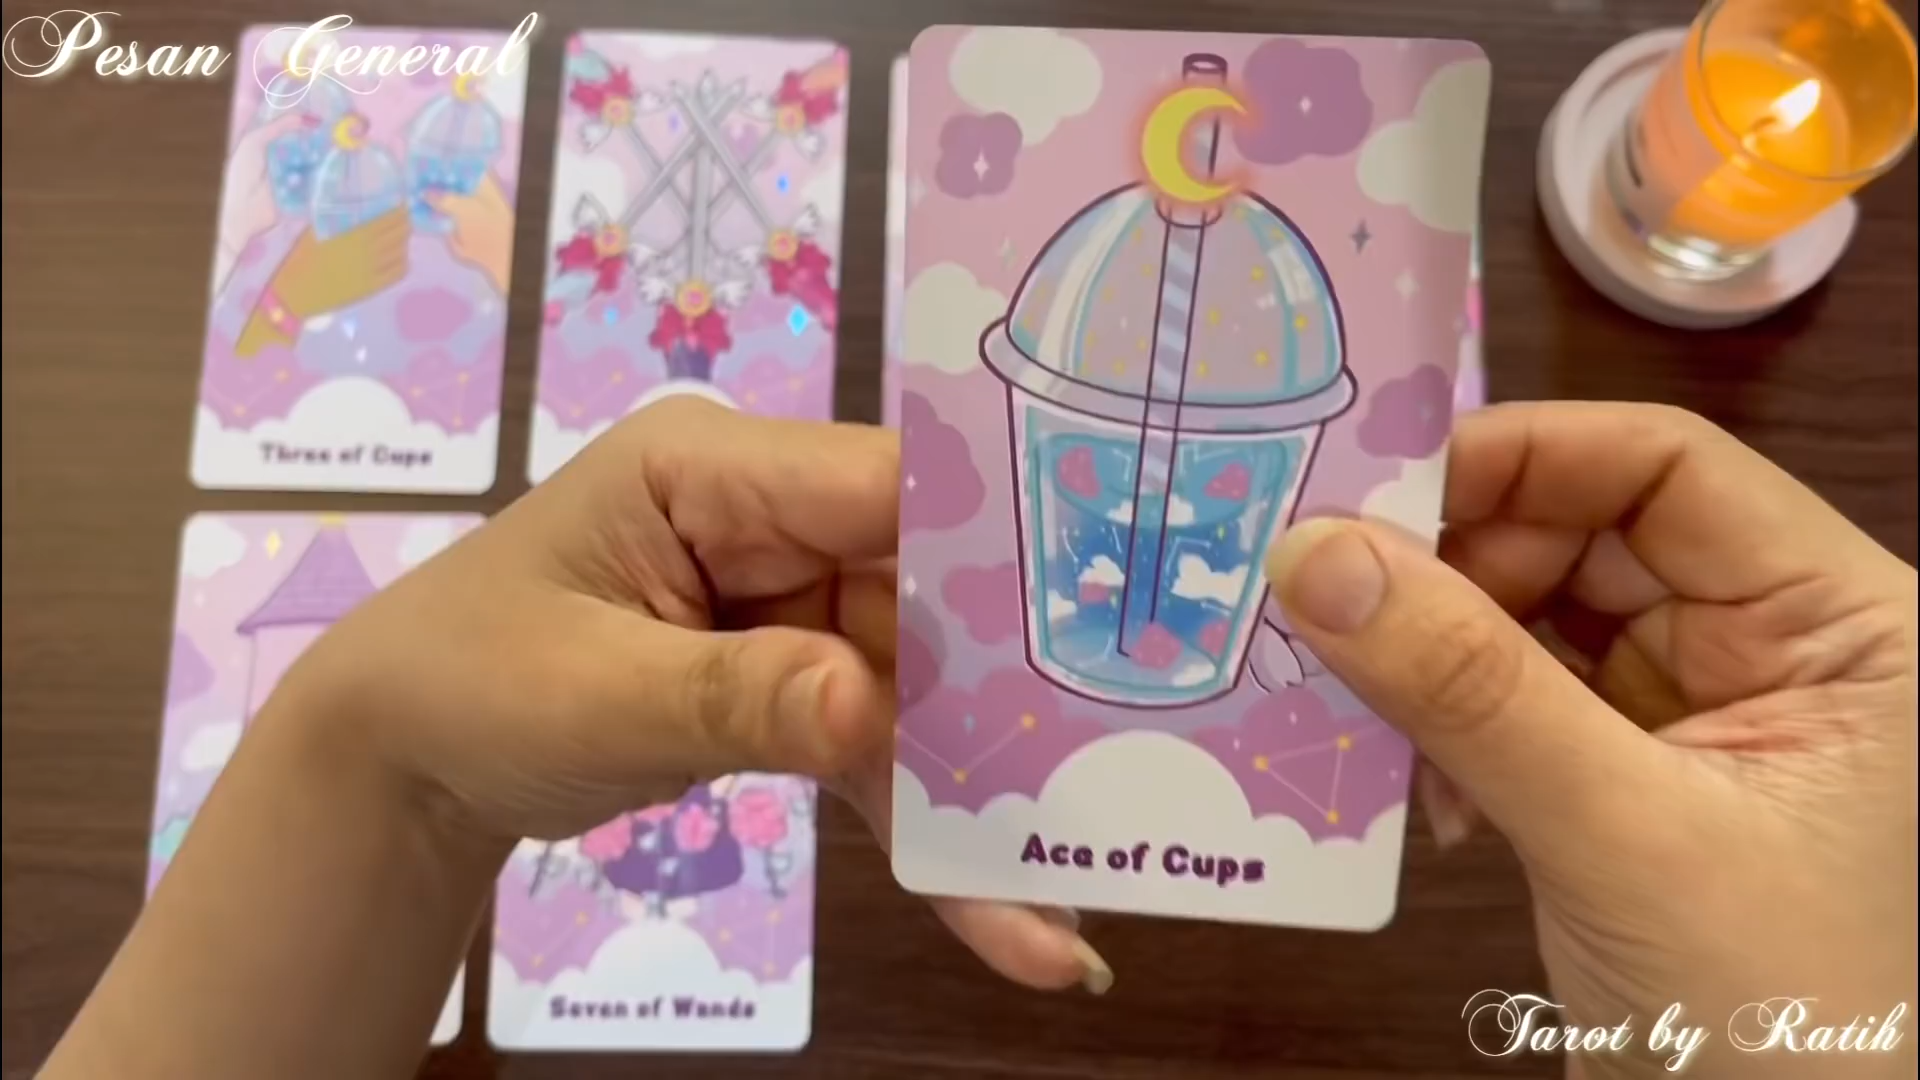 Pesan General
Three of Cups
Ace of Cups
Seven of Wands
Tarot by Ratih